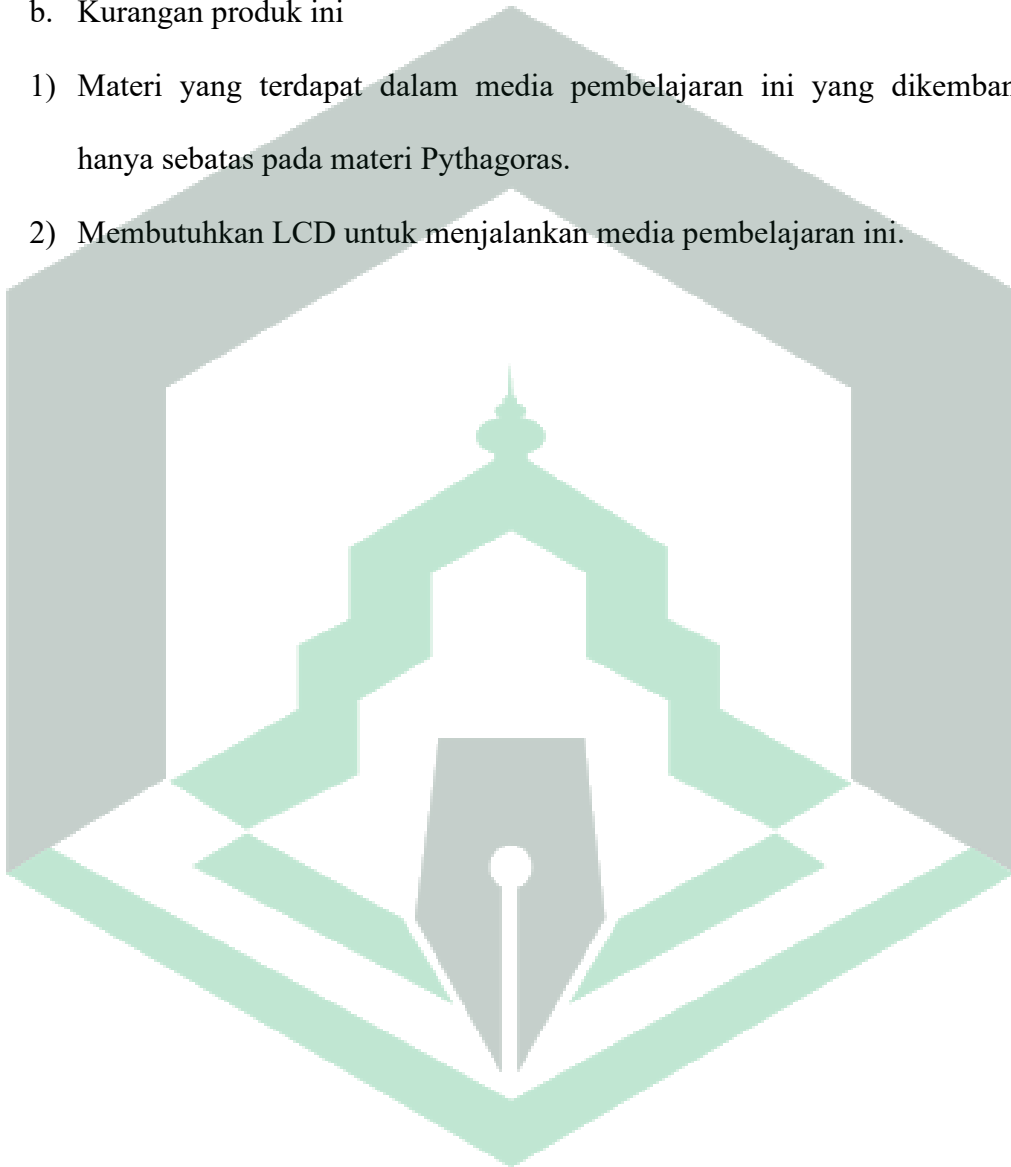 b. Kurangan produk ini
1) Materi yang terdapat dalam media pembelajaran ini yang
hanya sebatas pada materi Pythagoras.
2) Membutuhkan LCD untuk menjalankan media pembelajaran ini.